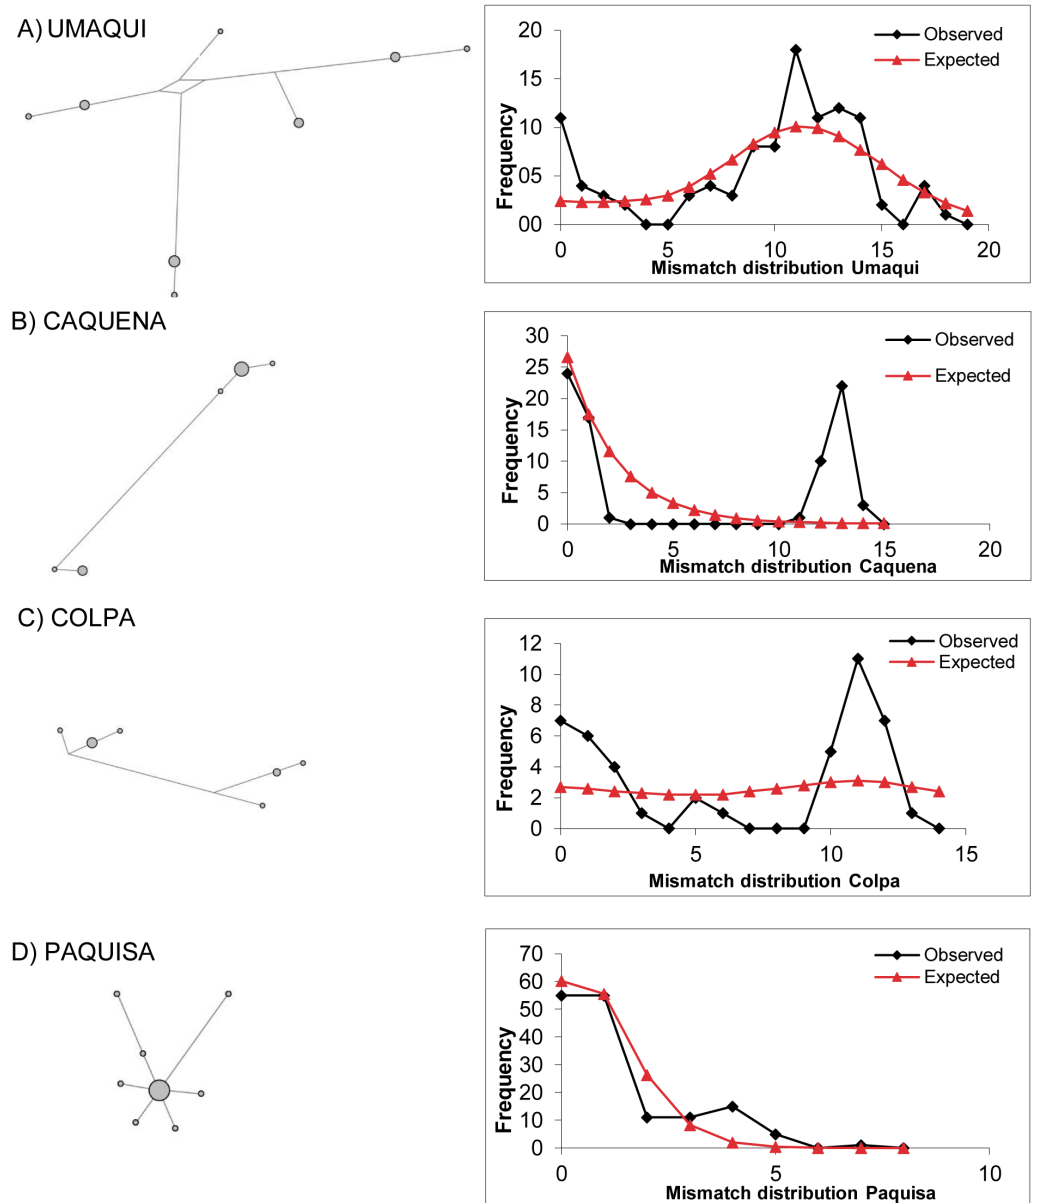 A) UMAQUI
Observed
Expected
Frequency
20
15
10
05
00
0 5 10 15 20
Mismatch distribution Umaqui
B) CAQUENA
Observed
Expected
Frequency
30
25
20
15
10
5
0
0 5 10 15 20
Mismatch distribution Caquena
C) COLPA
Observed
Expected
Frequency
12
10
8
6
4
2
0
0 5 10 15
Mismatch distribution Colpa
D) PAQUISA
Observed
Expected
Frequency
70
60
50
40
30
20
10
0
0 5 10
Mismatch distribution Paquisa